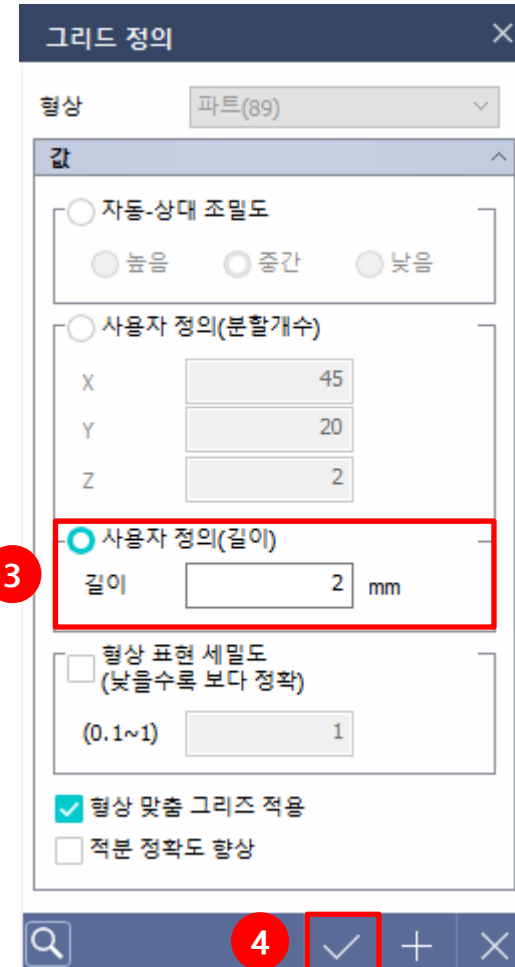 그리드 정의
형상 파트(89)
값
자동-상대 조밀도
높음 중간 낮음
사용자 정의(분할개수)
X 45
Y 20
Z 2
사용자 정의(길이)
3
길이 2 mm
형상 표현 세밀도
(낮을수록 보다 정확)
(0.1~1) 1
형상 맞춤 그리즈 적용
적분 정확도 향상
4